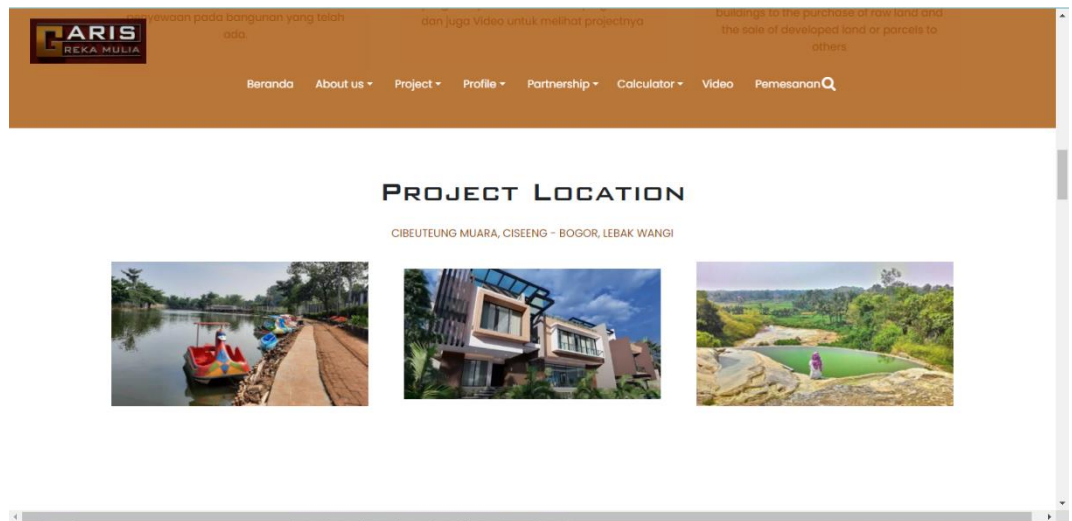 penyewaan pada bangunan yang telah
ada.
dan juga Video untuk melihat projectnya
buildings to the purchase of raw land and
the sale of developed land or parcels to
others
GARIS
REKA MULIA
Beranda About us Project Profile Partnership Calculator Video Pemesanan
PROJECT LOCATION
CIBEUTEUNG MUARA, CISEENG - BOGOR, LEBAK WANGI